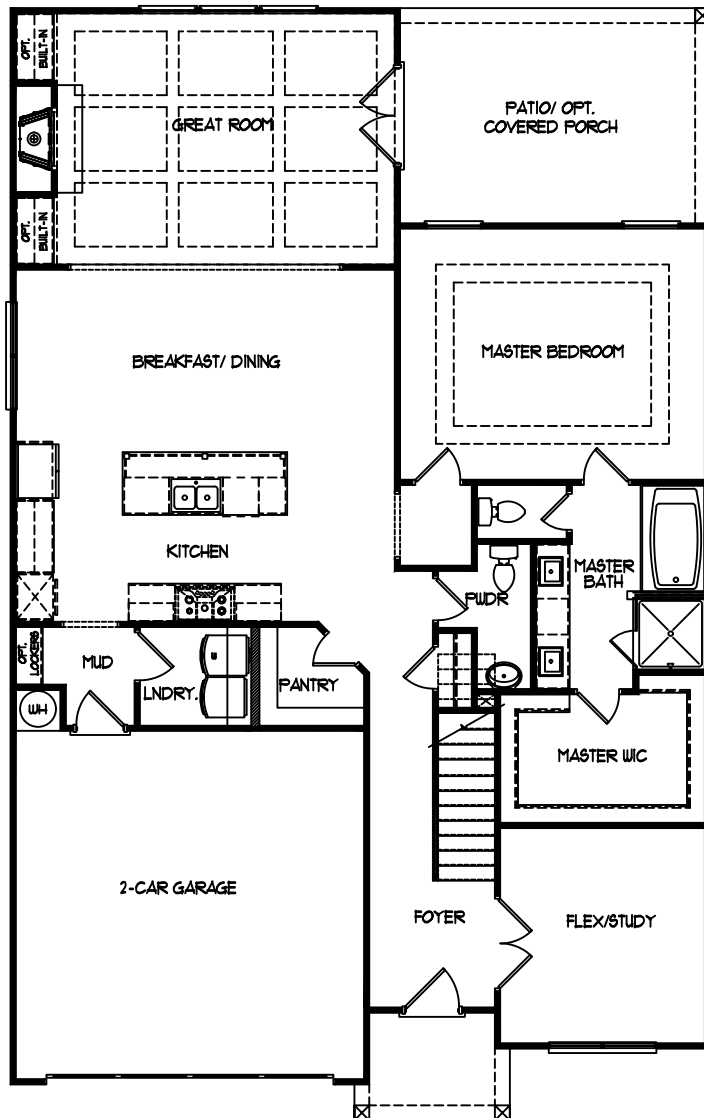 OPT.
BUILT-IN
GREAT ROOM
PATIO/ OPT.
COVERED PORCH
OPT.
BUILT-IN
BREAKFAST/ DINING
MASTER BEDROOM
KITCHEN
MASTER
BATH
PWDR
OPT.
LOCKERS
MUD
LNDRY.
PANTRY
WH
MASTER WIC
2-CAR GARAGE
FOYER
FLEX/STUDY